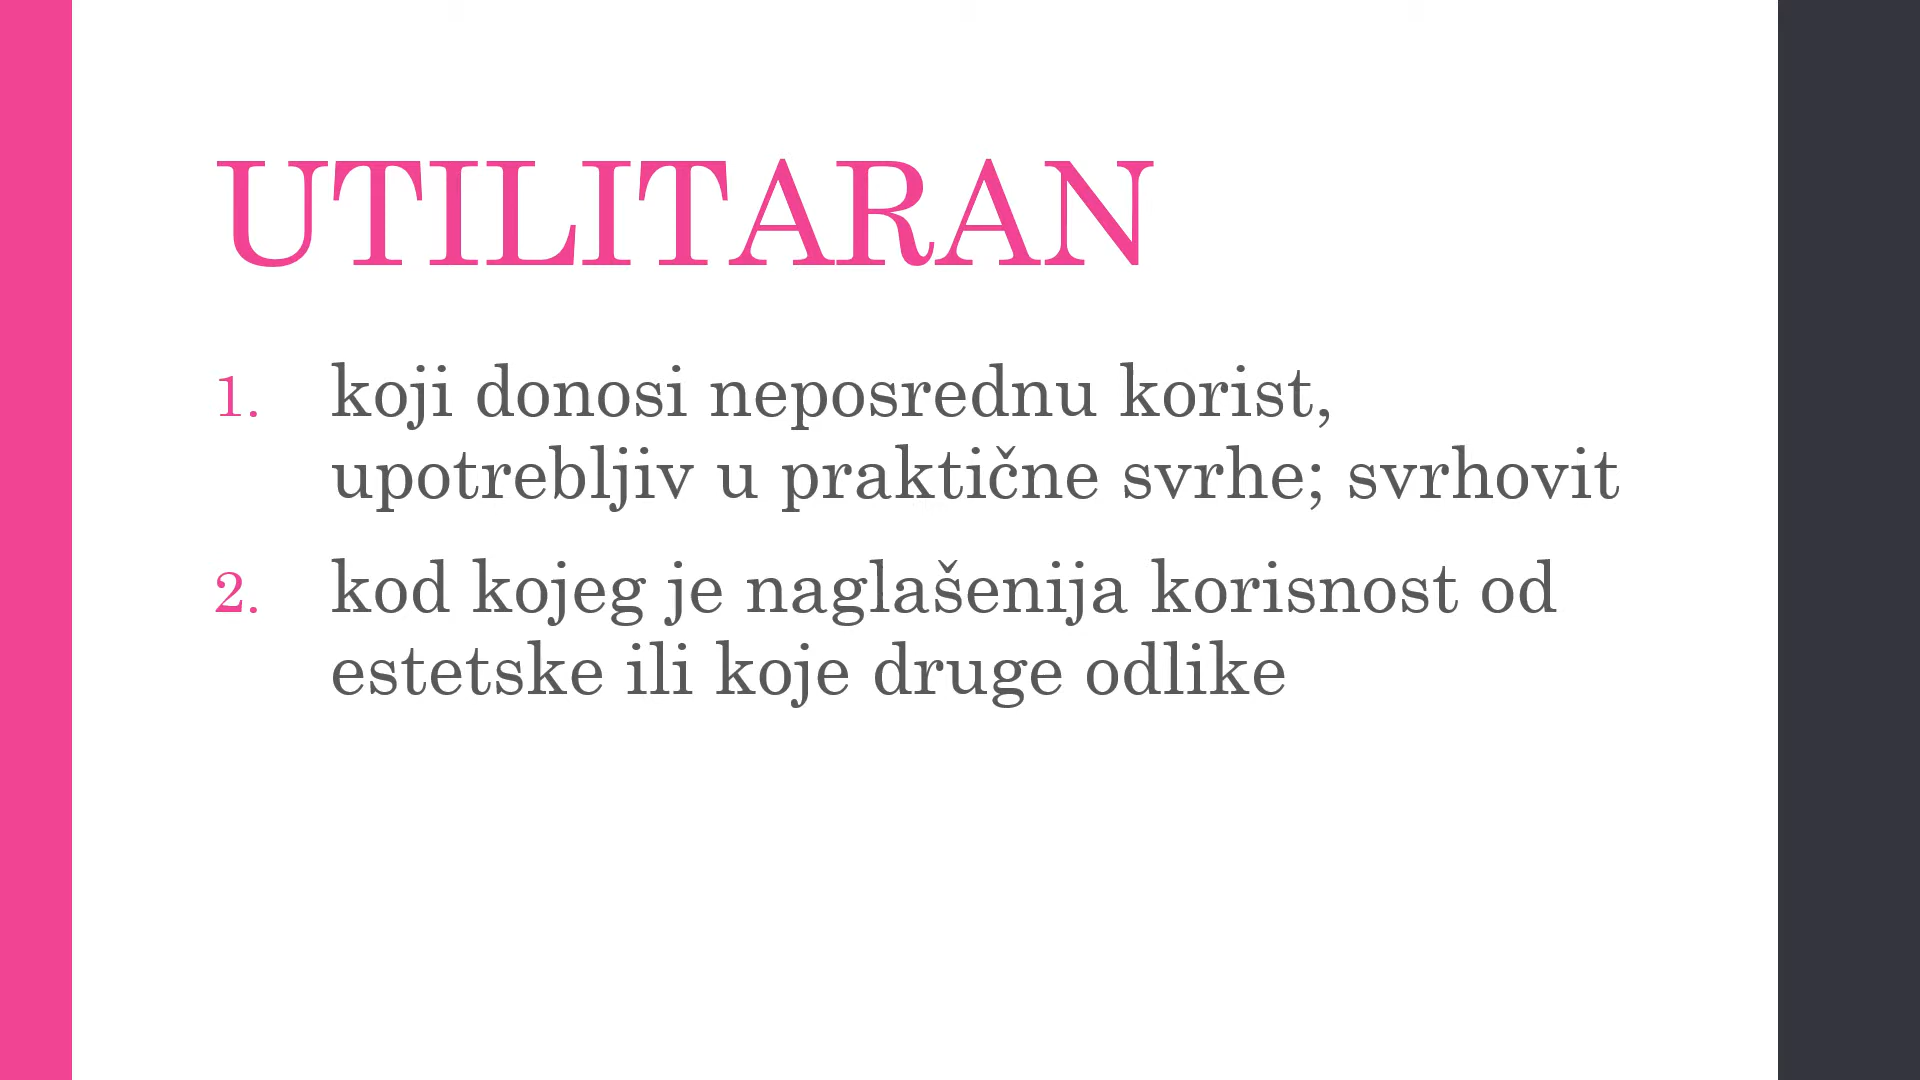 UTILITARAN
1. koji donosi neposrednu korist,
upotrebljiv u praktične svrhe; svrhovit
2. kod kojeg je naglašenija korisnost od
estetske ili koje druge odlike